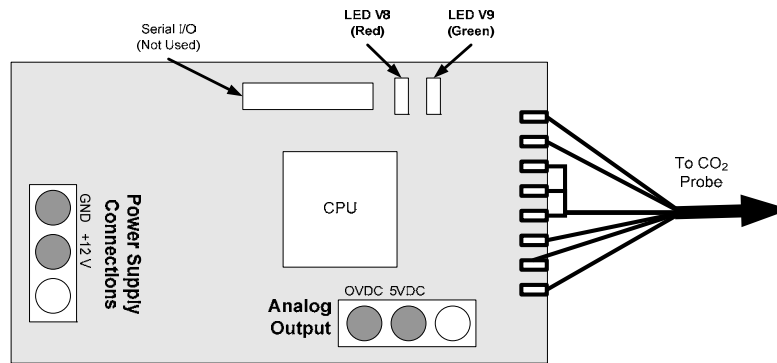 Serial I/O
(Not Used)
LED V8
(Red)
LED V9
(Green)
To CO2
Probe
CPU
Power Supply
Connections
GND +12 V
OVDC 5VDC
Analog
Output